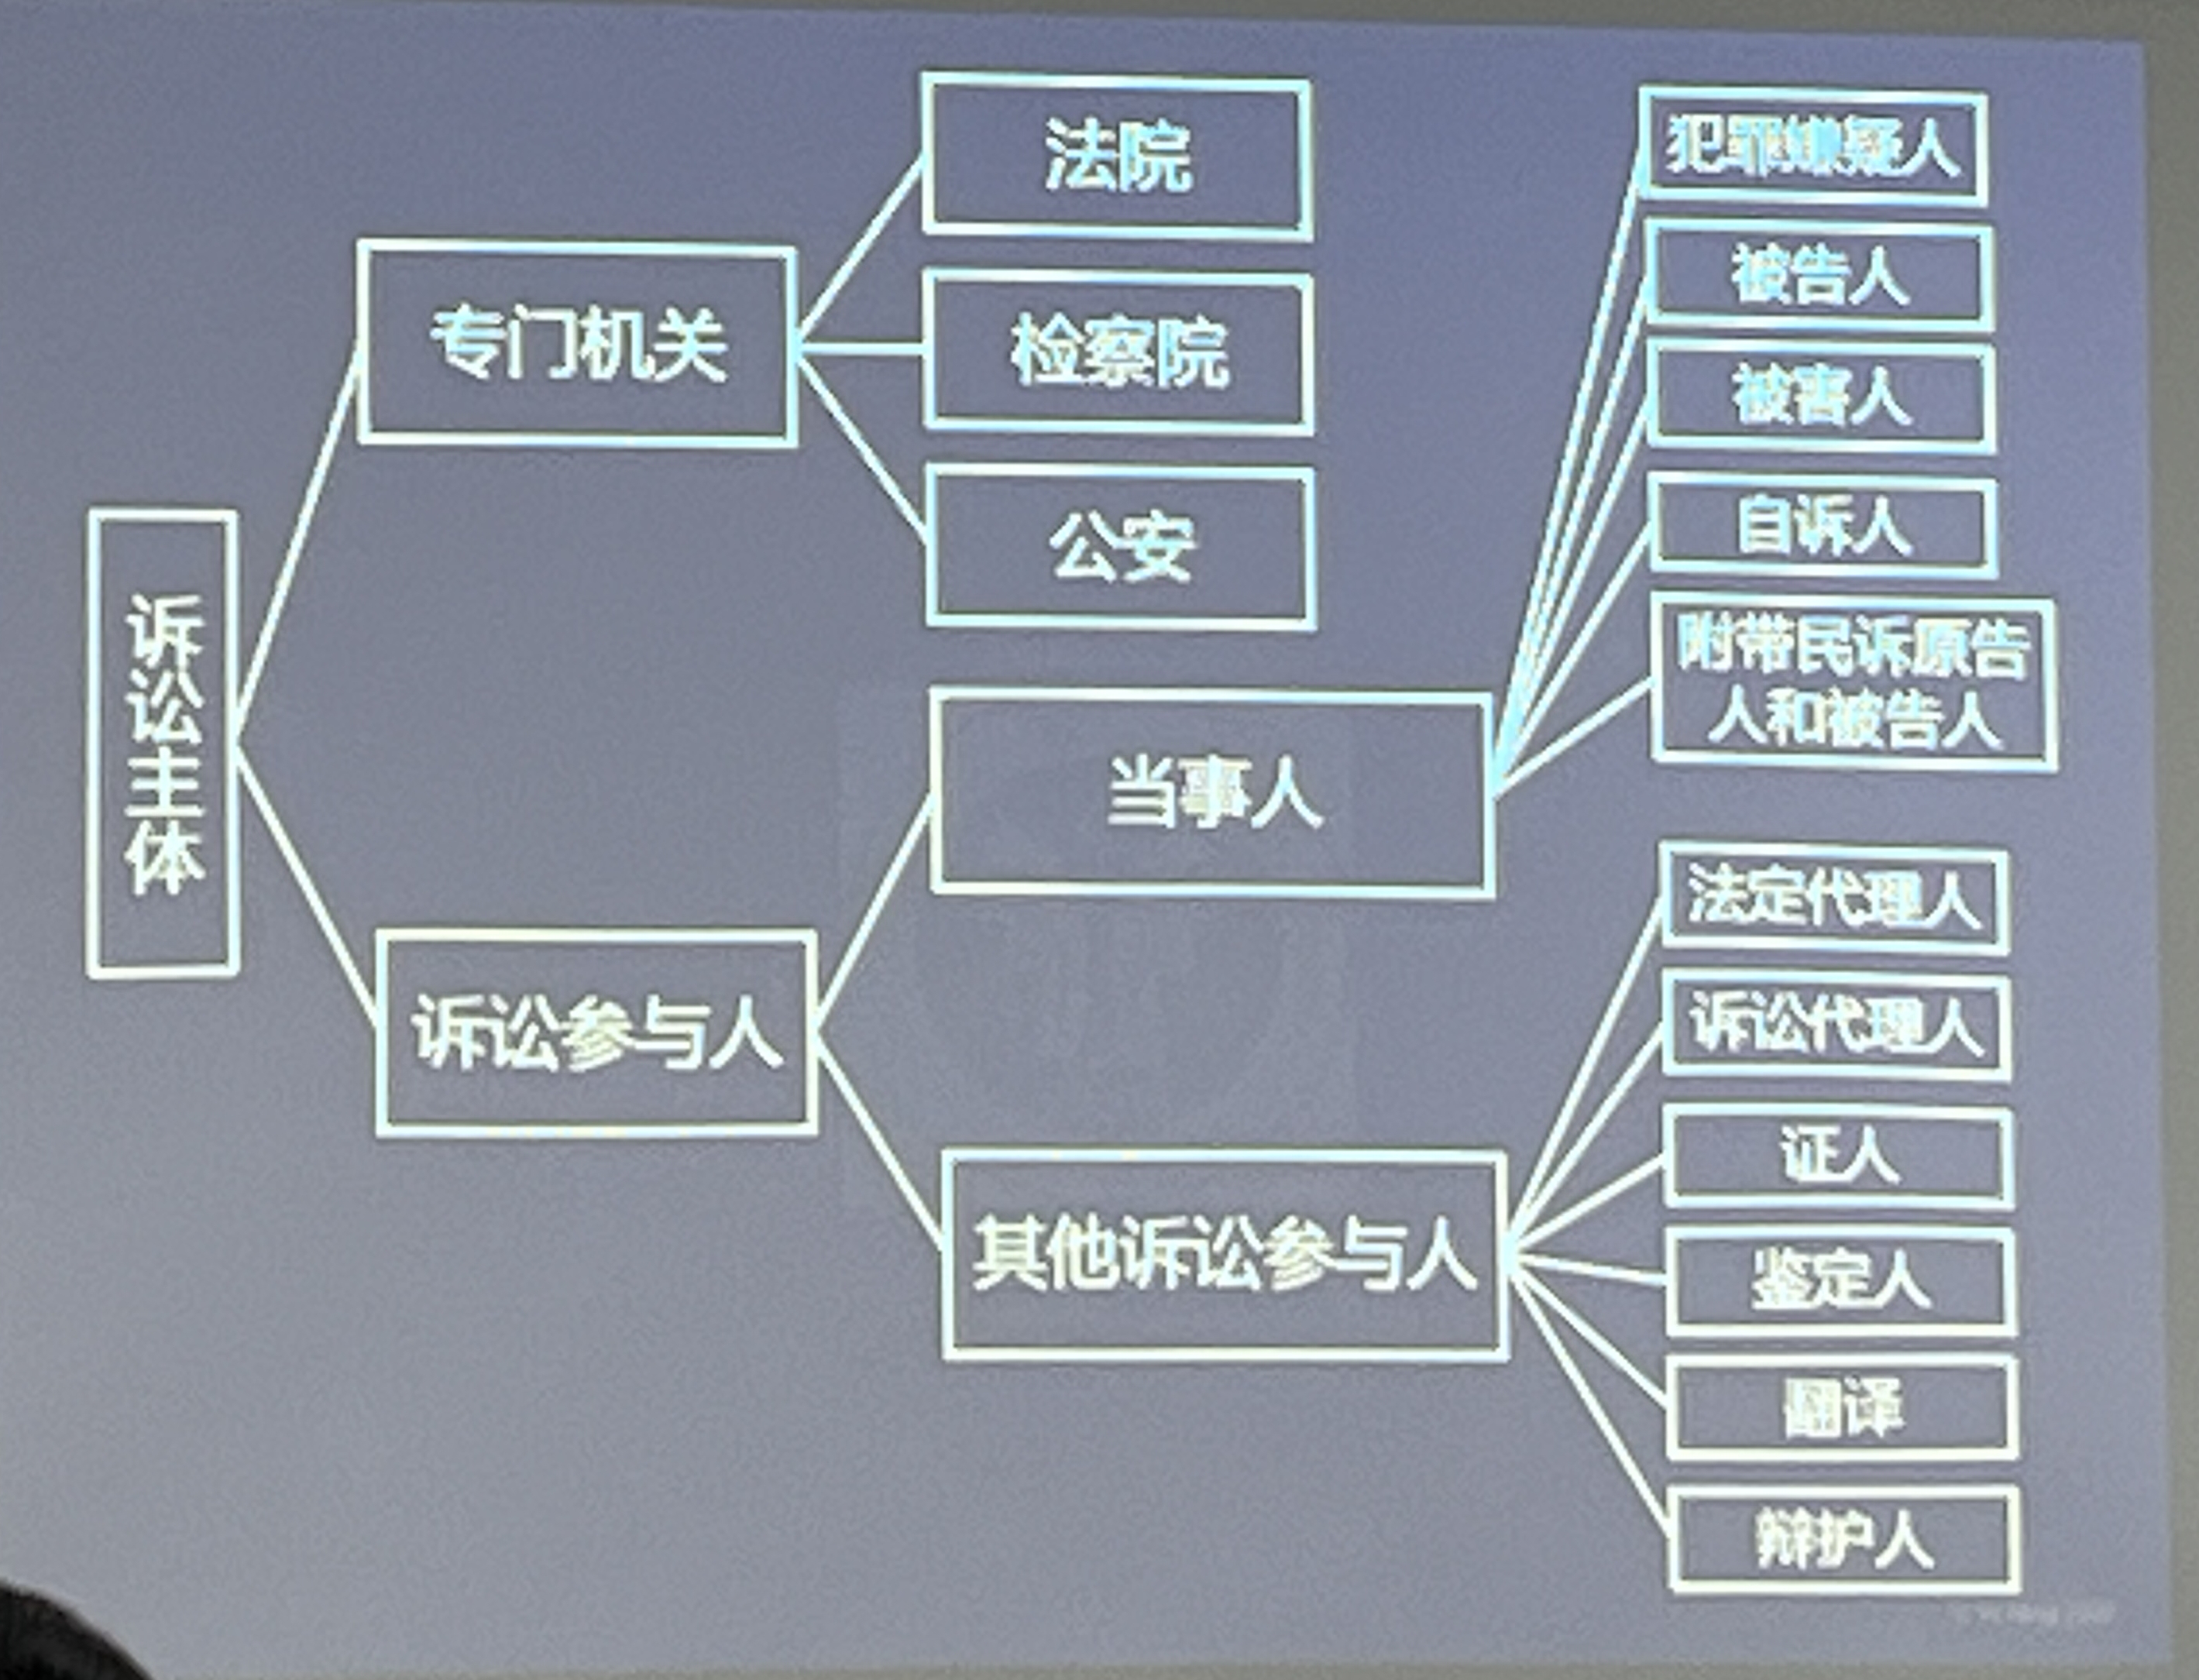 诉讼主体
专门机关
法院
检察院
公安
诉讼参与人
当事人
犯罪嫌疑人
被告人
被害人
自诉人
附带民诉原告
人和被告人
其他诉讼参与人
法定代理人
诉讼代理人
证人
鉴定人
翻译
辩护人